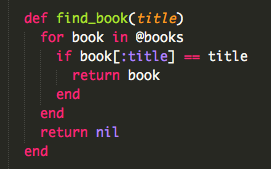 def find_book(title)
  for book in @books
    if book[:title] == title
      return book
    end
  end
  return nil
end